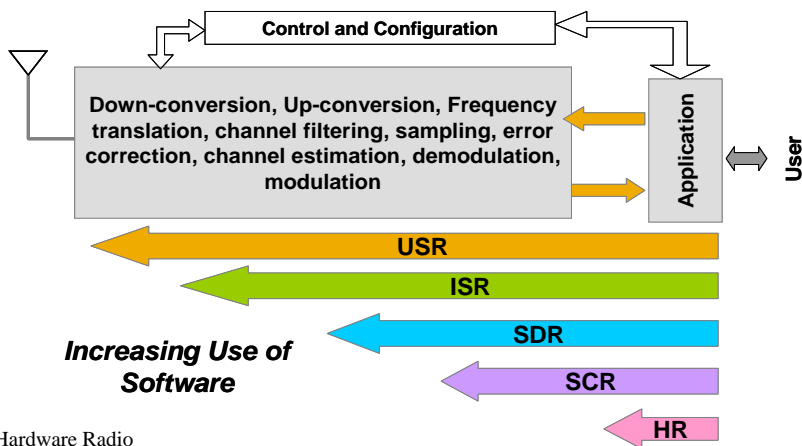 Control and Configuration
Down-conversion, Up-conversion, Frequency
translation, channel filtering, sampling, error
correction, channel estimation, demodulation,
modulation
Application
User
USR
ISR
SDR
Increasing Use of
Software
SCR
HR
Hardware Radio